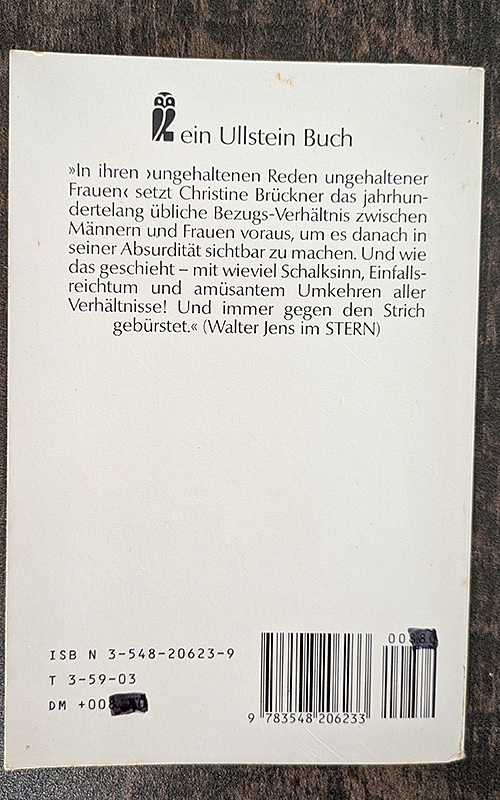 ein Ullstein Buch
»In ihren ›ungehaltenen Reden ungehaltener
Frauen‹ setzt Christine Brückner das jahrhun-
dertelang übliche Bezugs-Verhältnis zwischen
Männern und Frauen voraus, um es danach in
seiner Absurdität sichtbar zu machen. Und wie
das geschieht – mit wieviel Schalksinn, Einfalls-
reichtum und amüsantem Umkehren aller
Verhältnisse! Und immer gegen den Strich
gebürstet.« (Walter Jens im STERN)
ISB N 3-548-20623-9
T 3-59-03
DM +00
00
9 783548 206233